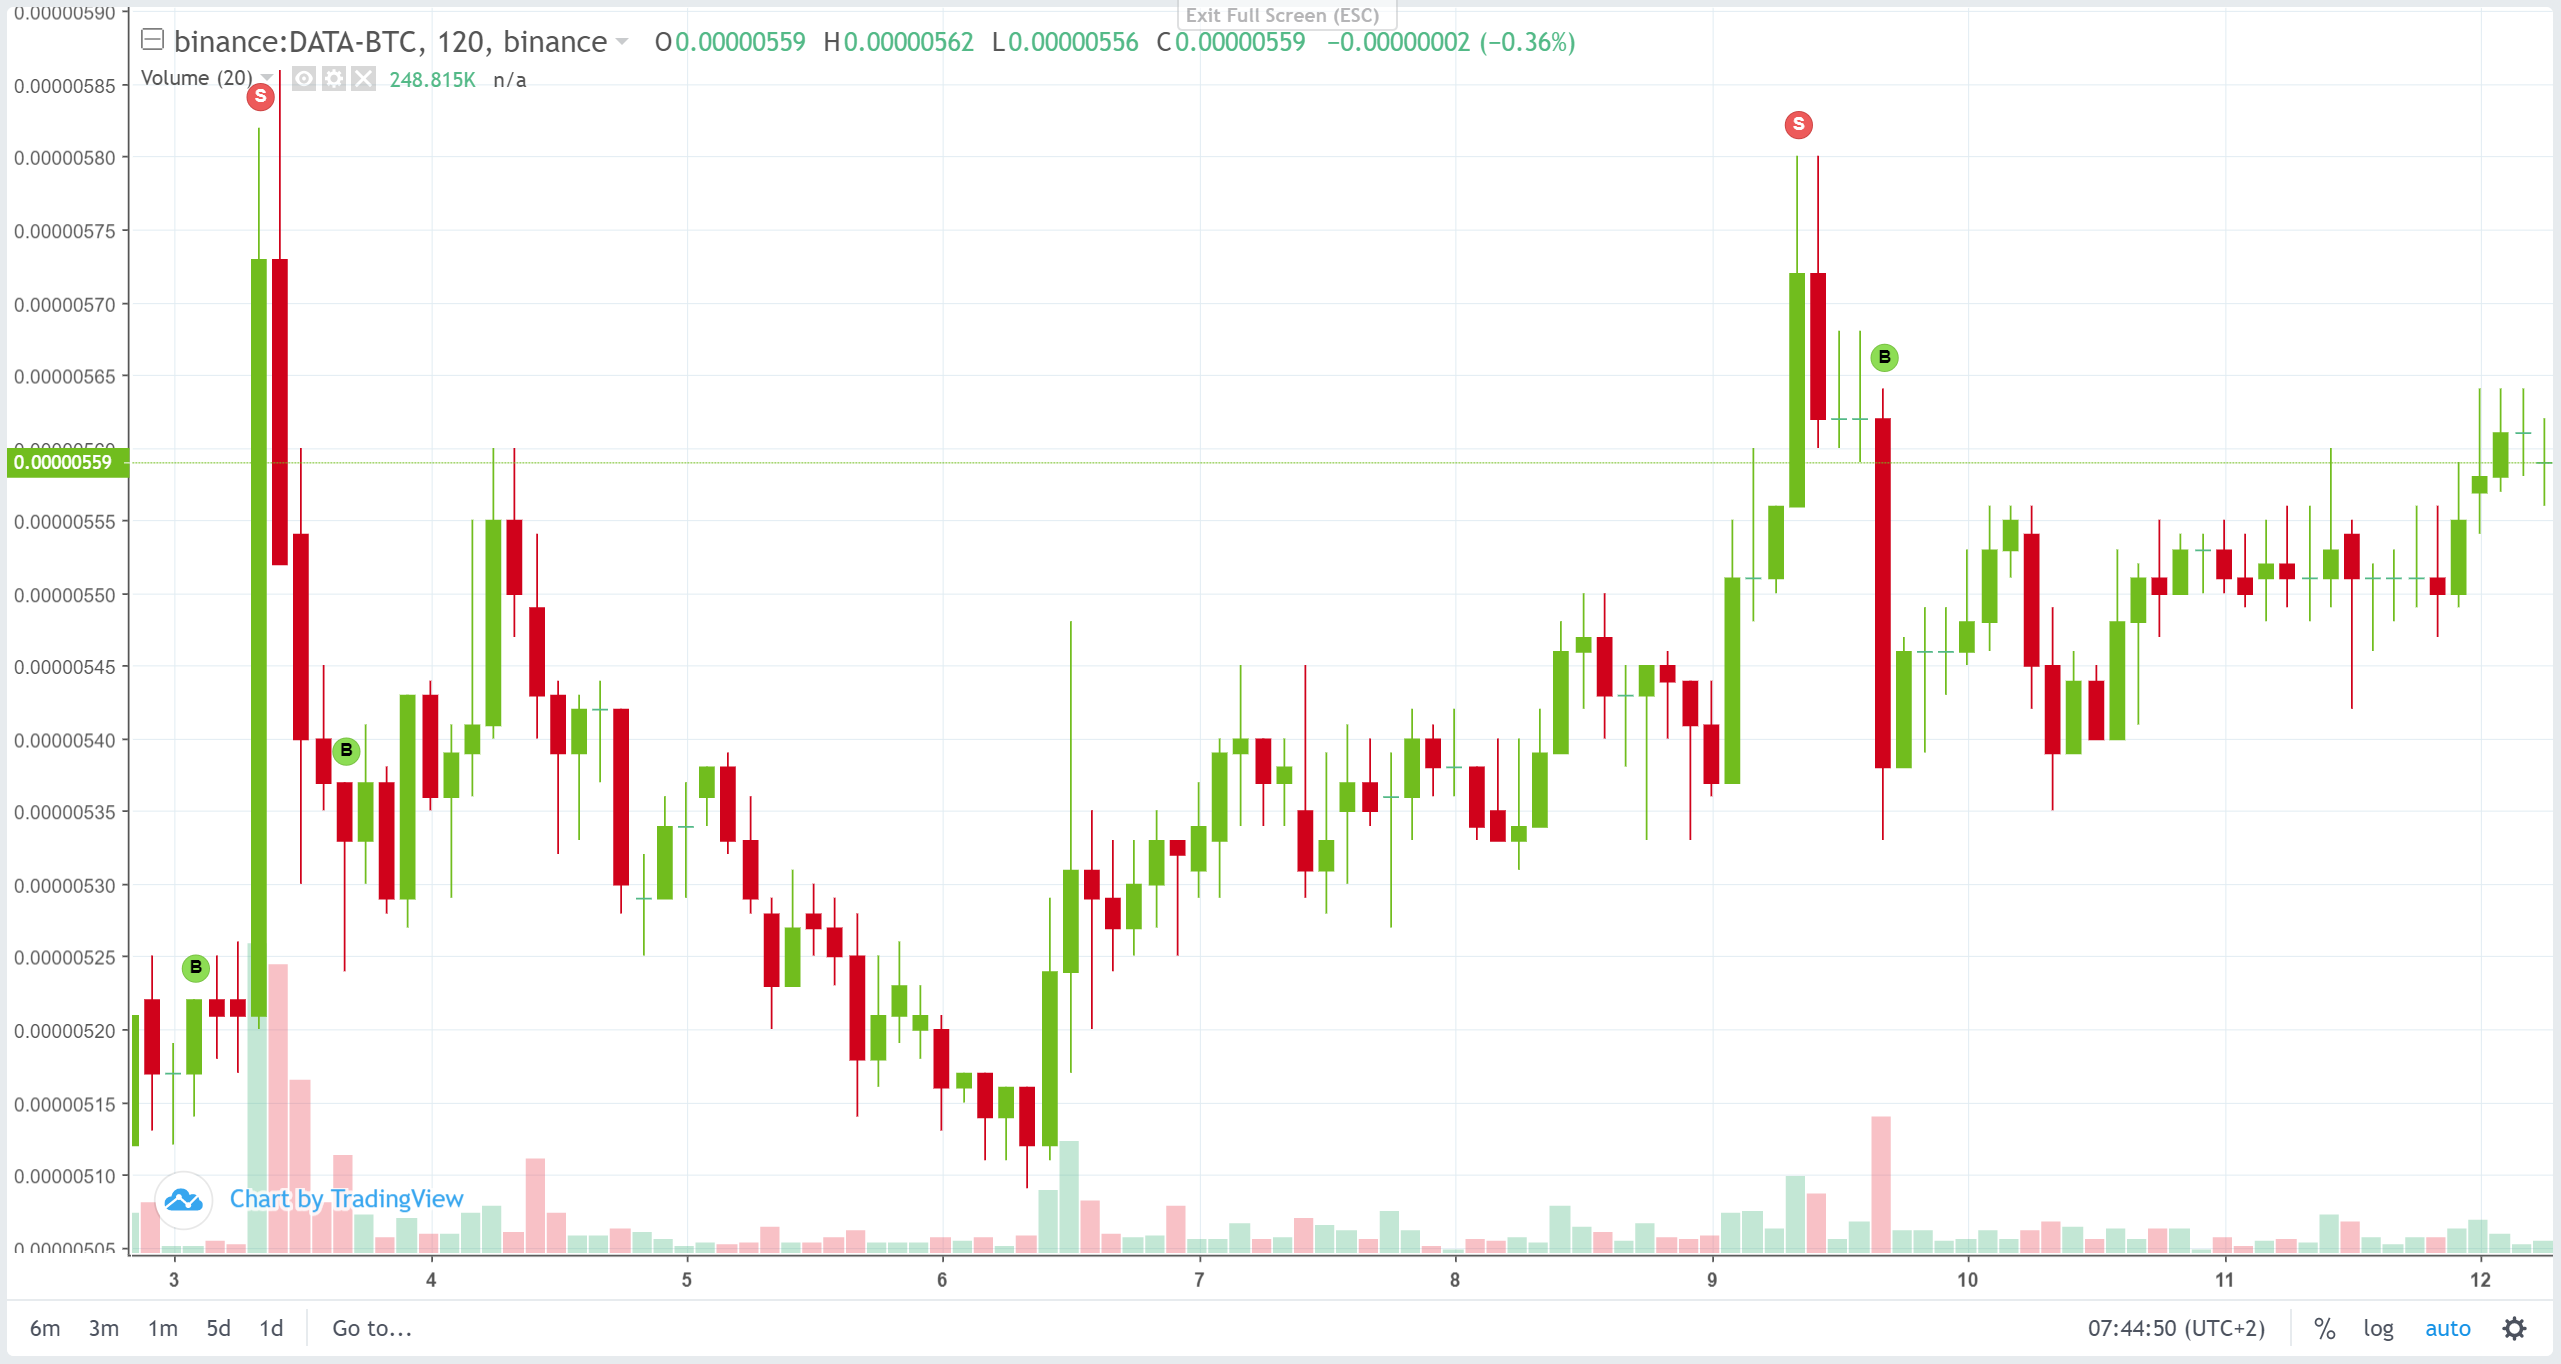 Exit Full Screen (ESC)
binance:DATA-BTC, 120, binance O0.00000559 H0.00000562 L0.00000556 C0.00000559 −0.00000002 (−0.36%)
Volume (20) 248.815K n/a
0.00000590
0.00000585
0.00000580
0.00000575
0.00000570
0.00000565
0.00000560
0.00000559
0.00000555
0.00000550
0.00000545
0.00000540
0.00000535
0.00000530
0.00000525
0.00000520
0.00000515
0.00000510
0.00000505
S
S
B
B
B
Chart by TradingView
3 4 5 6 7 8 9 10 11 12
6m 3m 1m 5d 1d Go to... 07:44:50 (UTC+2) % log auto